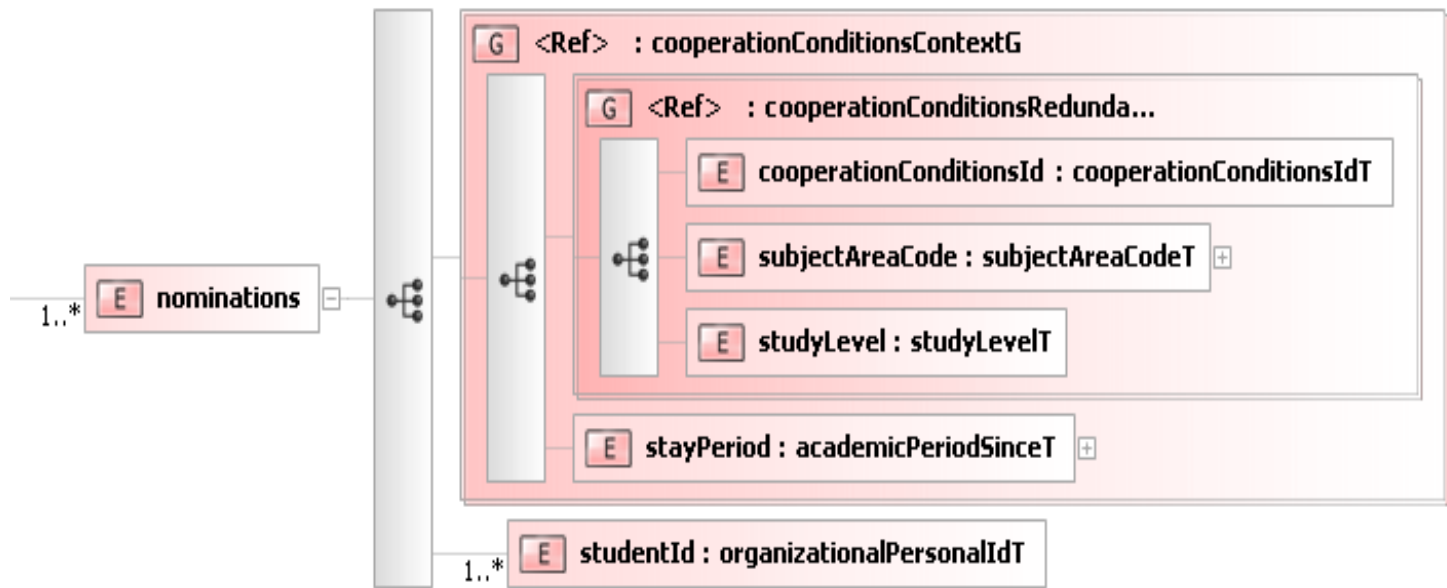 G <Ref> : cooperationConditionsContextG
G <Ref> : cooperationConditionsRedunda...
E cooperationConditionsId : cooperationConditionsIdT
E subjectAreaCode : subjectAreaCodeT
E nominations
1..*
E studyLevel : studyLevelT
E stayPeriod : academicPeriodSinceT
E studentId : organizationalPersonalIdT
1..*